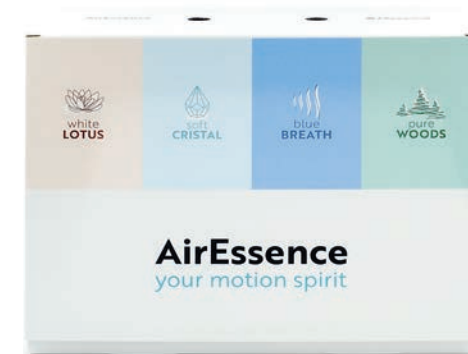 white
LOTUS
soft
CRISTAL
blue
BREATH
pure
WOODS
AirEssence
your motion spirit